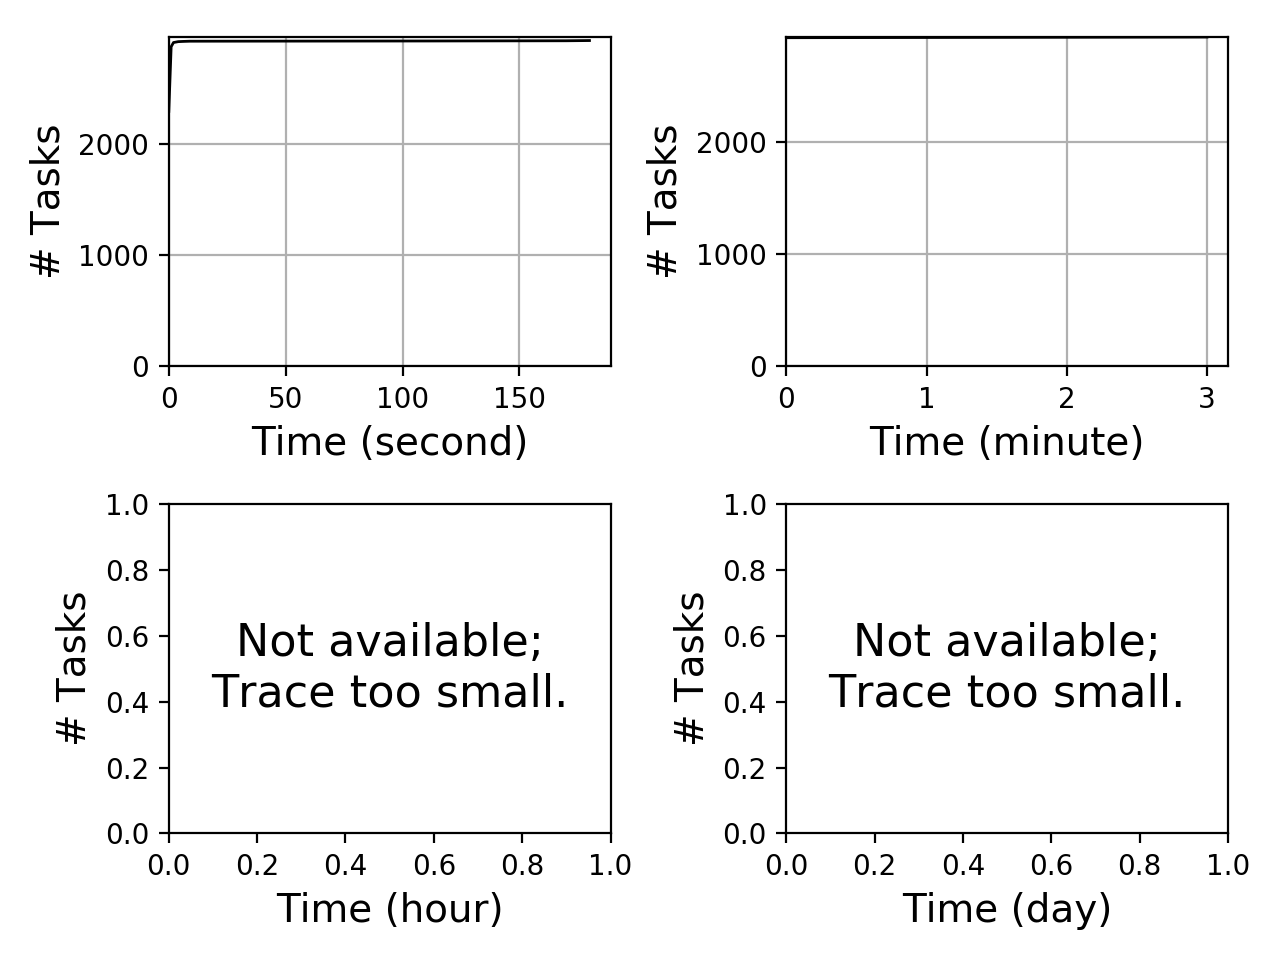 # Tasks
2000
1000
0
0 50 100 150
Time (second)
# Tasks
2000
1000
0
0 1 2 3
Time (minute)
# Tasks
1.0
0.8
0.6
0.4
0.2
0.0
Not available;
Trace too small.
0.0 0.2 0.4 0.6 0.8 1.0
Time (hour)
# Tasks
1.0
0.8
0.6
0.4
0.2
0.0
Not available;
Trace too small.
0.0 0.2 0.4 0.6 0.8 1.0
Time (day)